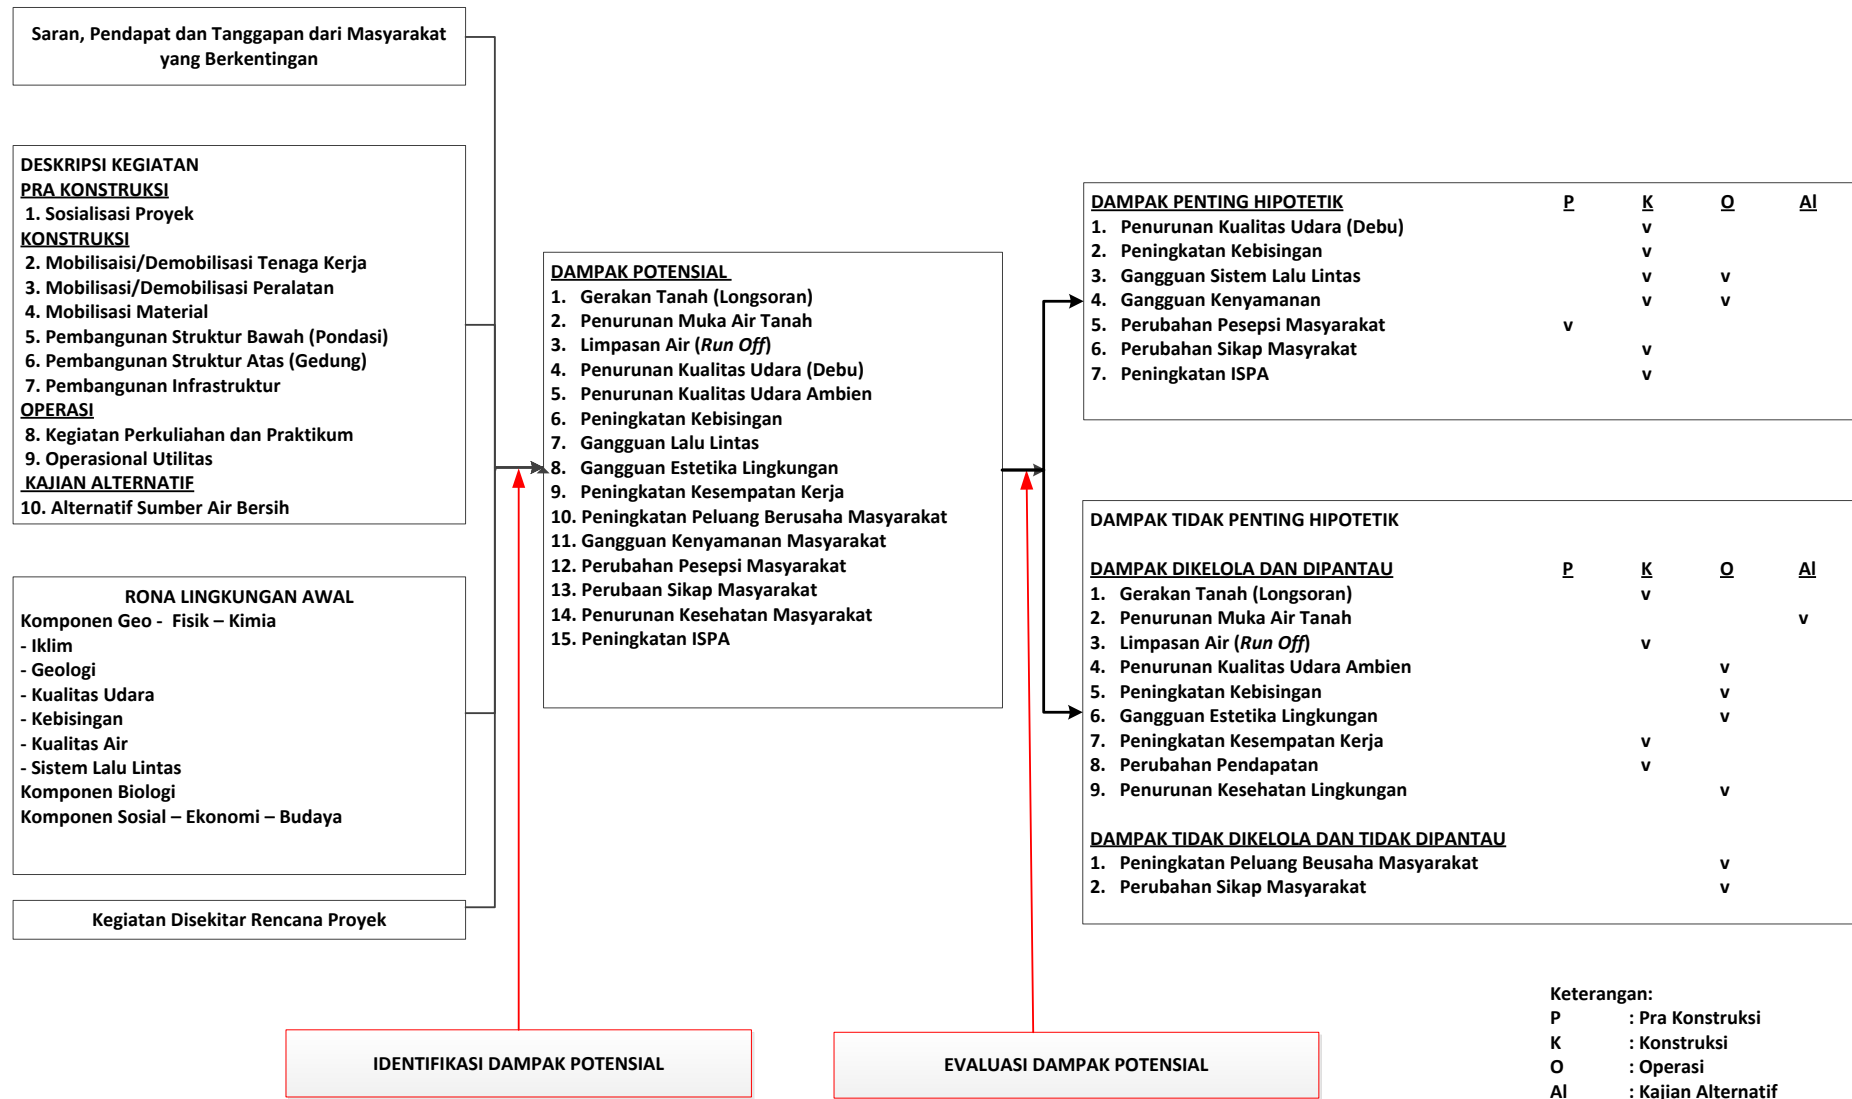 Saran, Pendapat dan Tanggapan dari Masyarakat
yang Berkentingan
DESKRIPSI KEGIATAN
PRA KONSTRUKSI
1. Sosialisasi Proyek
KONSTRUKSI
2. Mobilisaisi/Demobilisasi Tenaga Kerja
3. Mobilisasi/Demobilisasi Peralatan
4. Mobilisasi Material
5. Pembangunan Struktur Bawah (Pondasi)
6. Pembangunan Struktur Atas (Gedung)
7. Pembangunan Infrastruktur
OPERASI
8. Kegiatan Perkuliahan dan Praktikum
9. Operasional Utilitas
KAJIAN ALTERNATIF
10. Alternatif Sumber Air Bersih
RONA LINGKUNGAN AWAL
Komponen Geo - Fisik – Kimia
- Iklim
- Geologi
- Kualitas Udara
- Kebisingan
- Kualitas Air
- Sistem Lalu Lintas
Komponen Biologi
Komponen Sosial – Ekonomi – Budaya
Kegiatan Disekitar Rencana Proyek
DAMPAK POTENSIAL
1. Gerakan Tanah (Longsoran)
2. Penurunan Muka Air Tanah
3. Limpasan Air (Run Off)
4. Penurunan Kualitas Udara (Debu)
5. Penurunan Kualitas Udara Ambien
6. Peningkatan Kebisingan
7. Gangguan Lalu Lintas
8. Gangguan Estetika Lingkungan
9. Peningkatan Kesempatan Kerja
10. Peningkatan Peluang Berusaha Masyarakat
11. Gangguan Kenyamanan Masyarakat
12. Perubahan Pesepsi Masyarakat
13. Perubaan Sikap Masyarakat
14. Penurunan Kesehatan Masyarakat
15. Peningkatan ISPA
DAMPAK PENTING HIPOTETIK P K O Al
1. Penurunan Kualitas Udara (Debu) v
2. Peningkatan Kebisingan v
3. Gangguan Sistem Lalu Lintas v v
4. Gangguan Kenyamanan v v
5. Perubahan Pesepsi Masyarakat v
6. Perubahan Sikap Masyrakat v
7. Peningkatan ISPA v
DAMPAK TIDAK PENTING HIPOTETIK
DAMPAK DIKELOLA DAN DIPANTAU P K O Al
1. Gerakan Tanah (Longsoran) v
2. Penurunan Muka Air Tanah v
3. Limpasan Air (Run Off) v
4. Penurunan Kualitas Udara Ambien v
5. Peningkatan Kebisingan v
6. Gangguan Estetika Lingkungan v
7. Peningkatan Kesempatan Kerja v
8. Perubahan Pendapatan v
9. Penurunan Kesehatan Lingkungan v
DAMPAK TIDAK DIKELOLA DAN TIDAK DIPANTAU
1. Peningkatan Peluang Beusaha Masyarakat v
2. Perubahan Sikap Masyarakat v
IDENTIFIKASI DAMPAK POTENSIAL
EVALUASI DAMPAK POTENSIAL
Keterangan:
P : Pra Konstruksi
K : Konstruksi
O : Operasi
Al : Kajian Alternatif